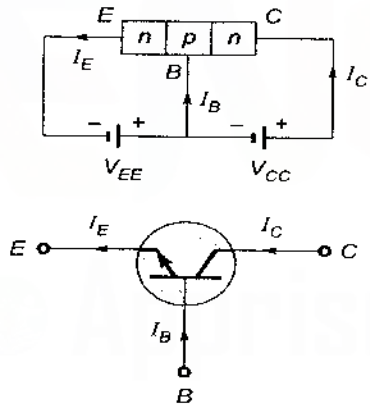 E C
n p n
I_E B I_C
I_B
− + − +
V_EE V_CC
I_E I_C
E C
I_B
B